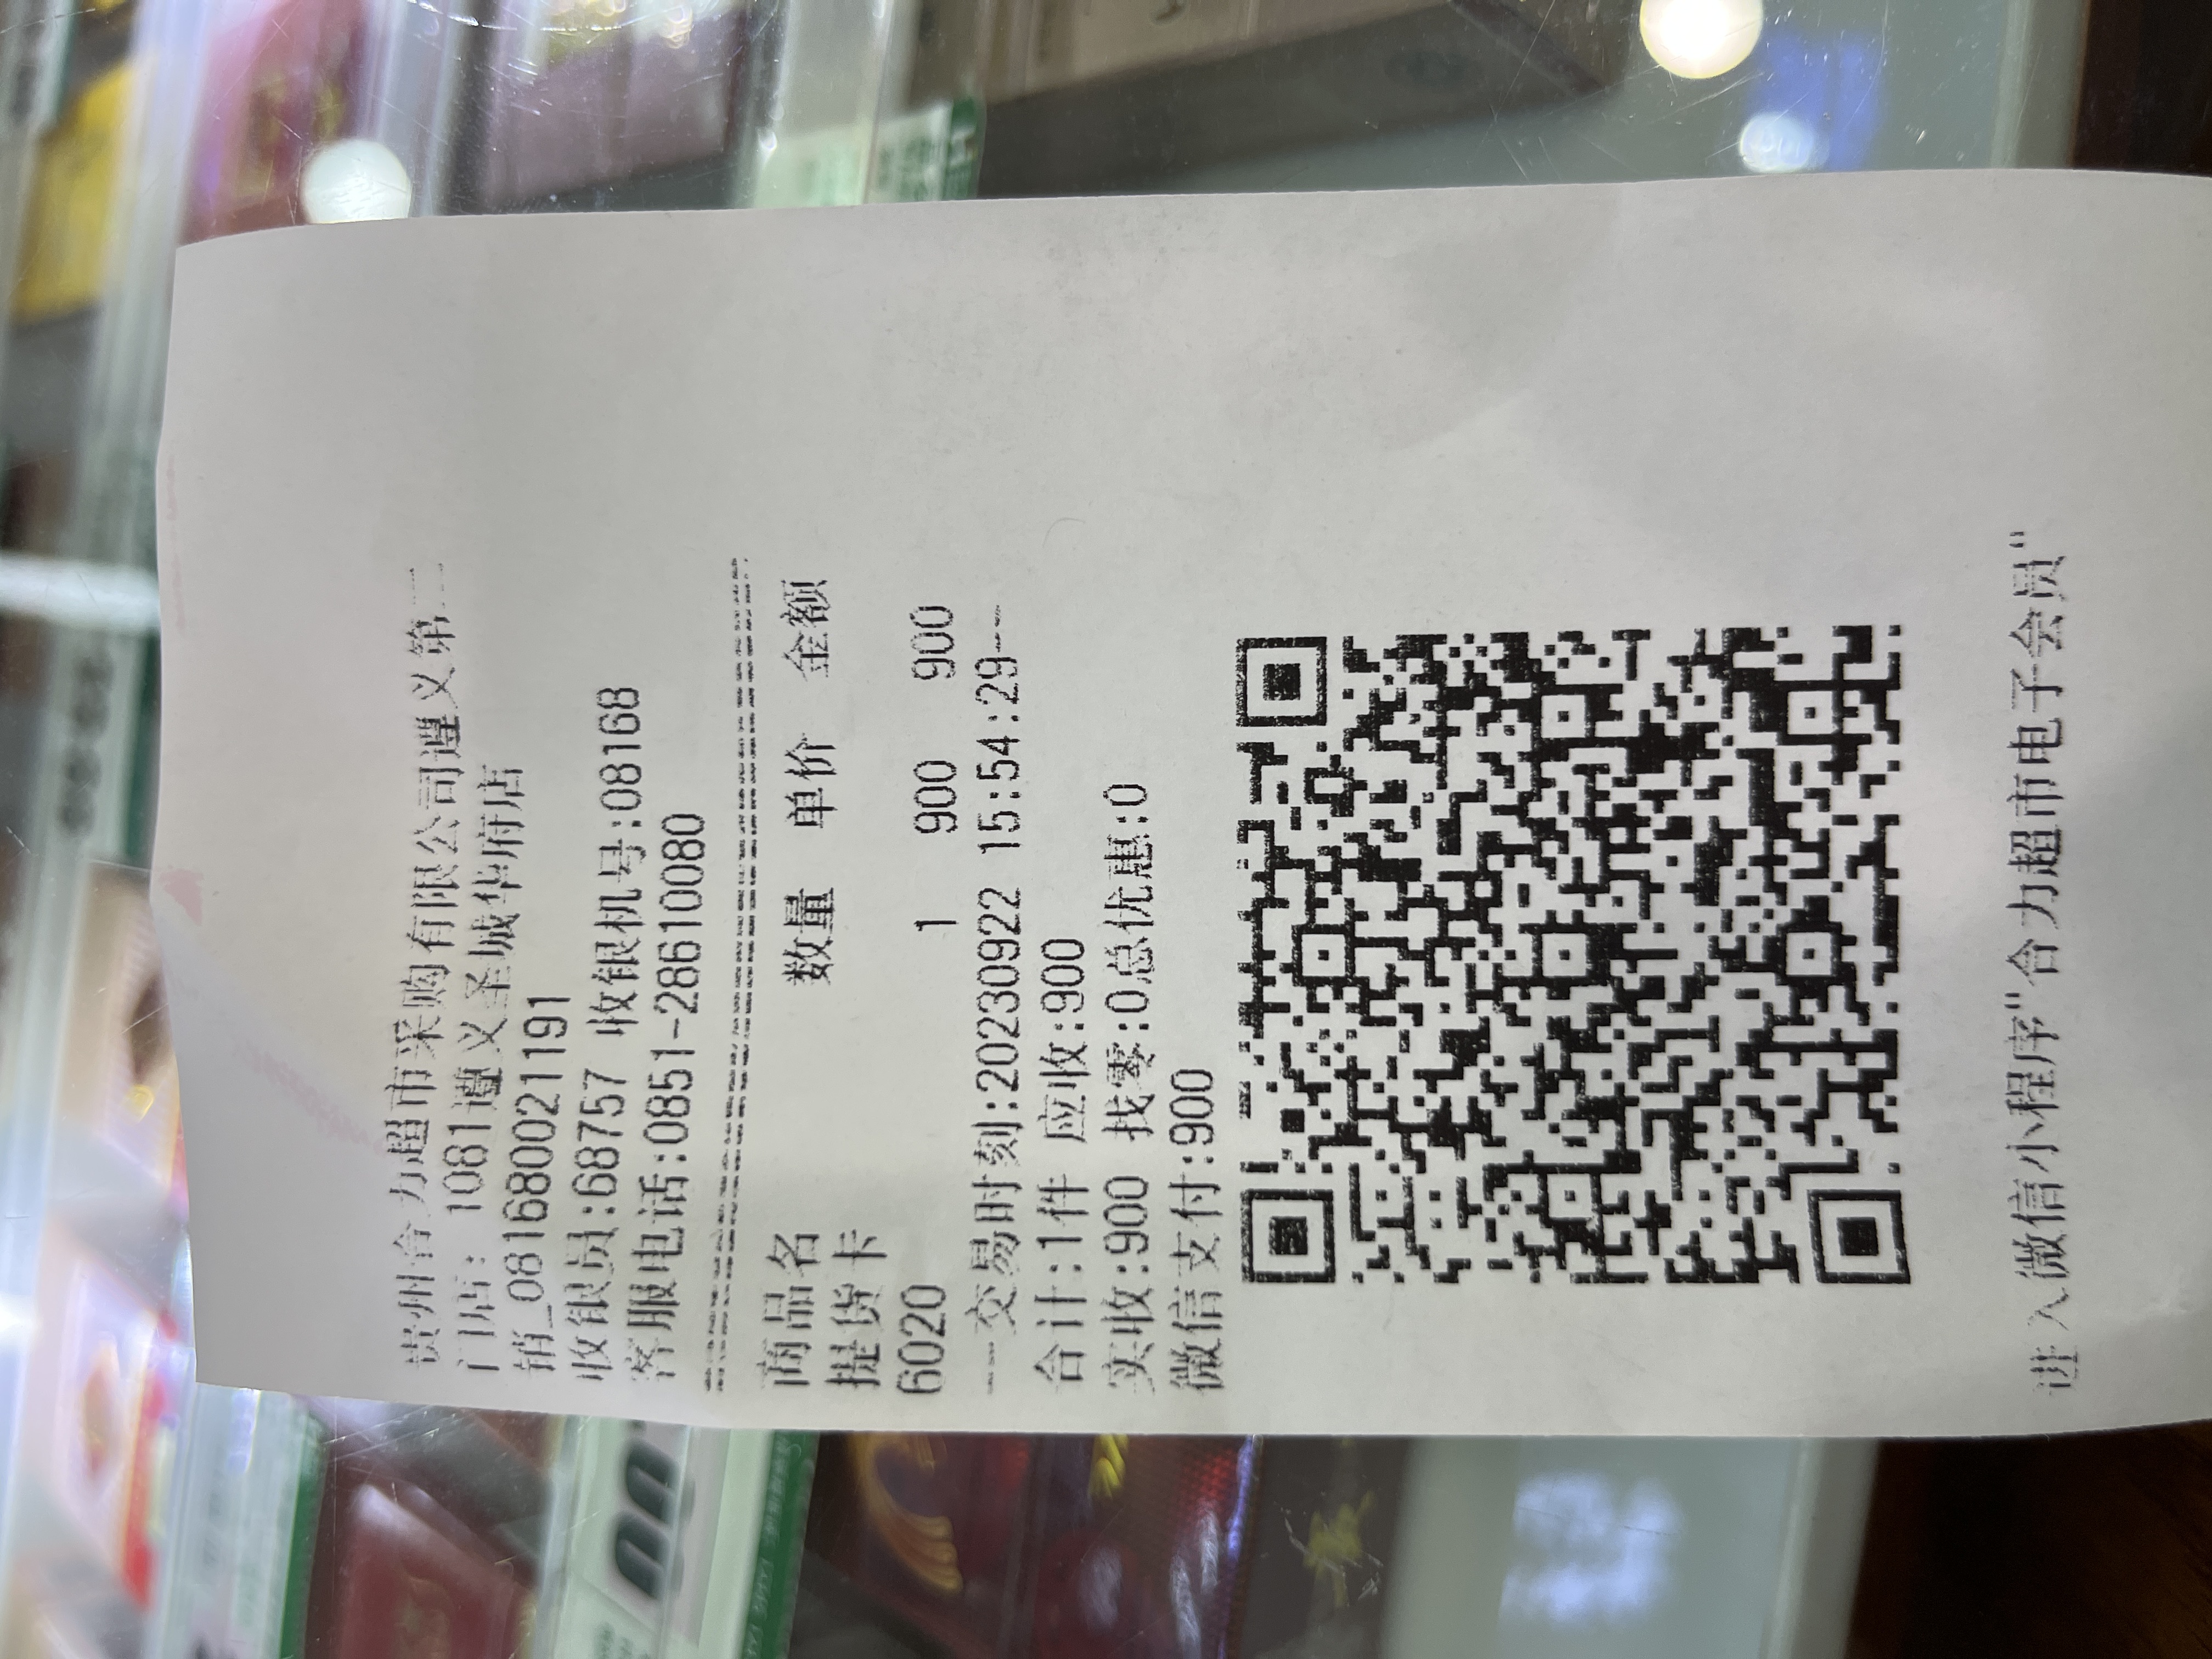 贵州合力超市采购有限公司遵义第二
门店: 1081遵义圣城华府店
销_081680021191
收银员:68757 收银机号:08168
客服电话:0851-28610080
商品名 数量 单价 金额
提货卡
6020 1 900 900
---交易时刻:20230922 15:54:29---
合计:1件 应收:900
实收:900 找零:0总优惠:0
微信支付:900
进入微信小程序"合力超市电子会员"